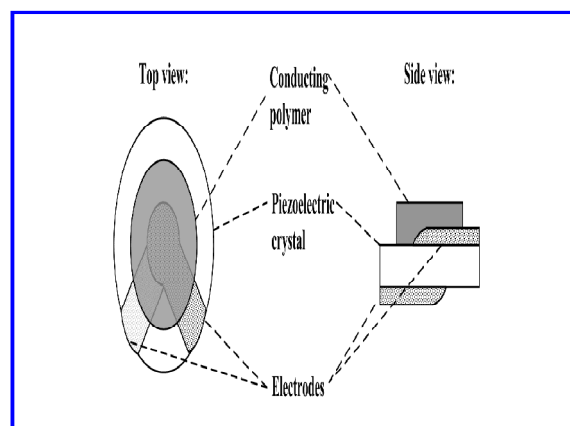 Top view:
Conducting
polymer
Side view:
Piezoelectric
crystal
Electrodes